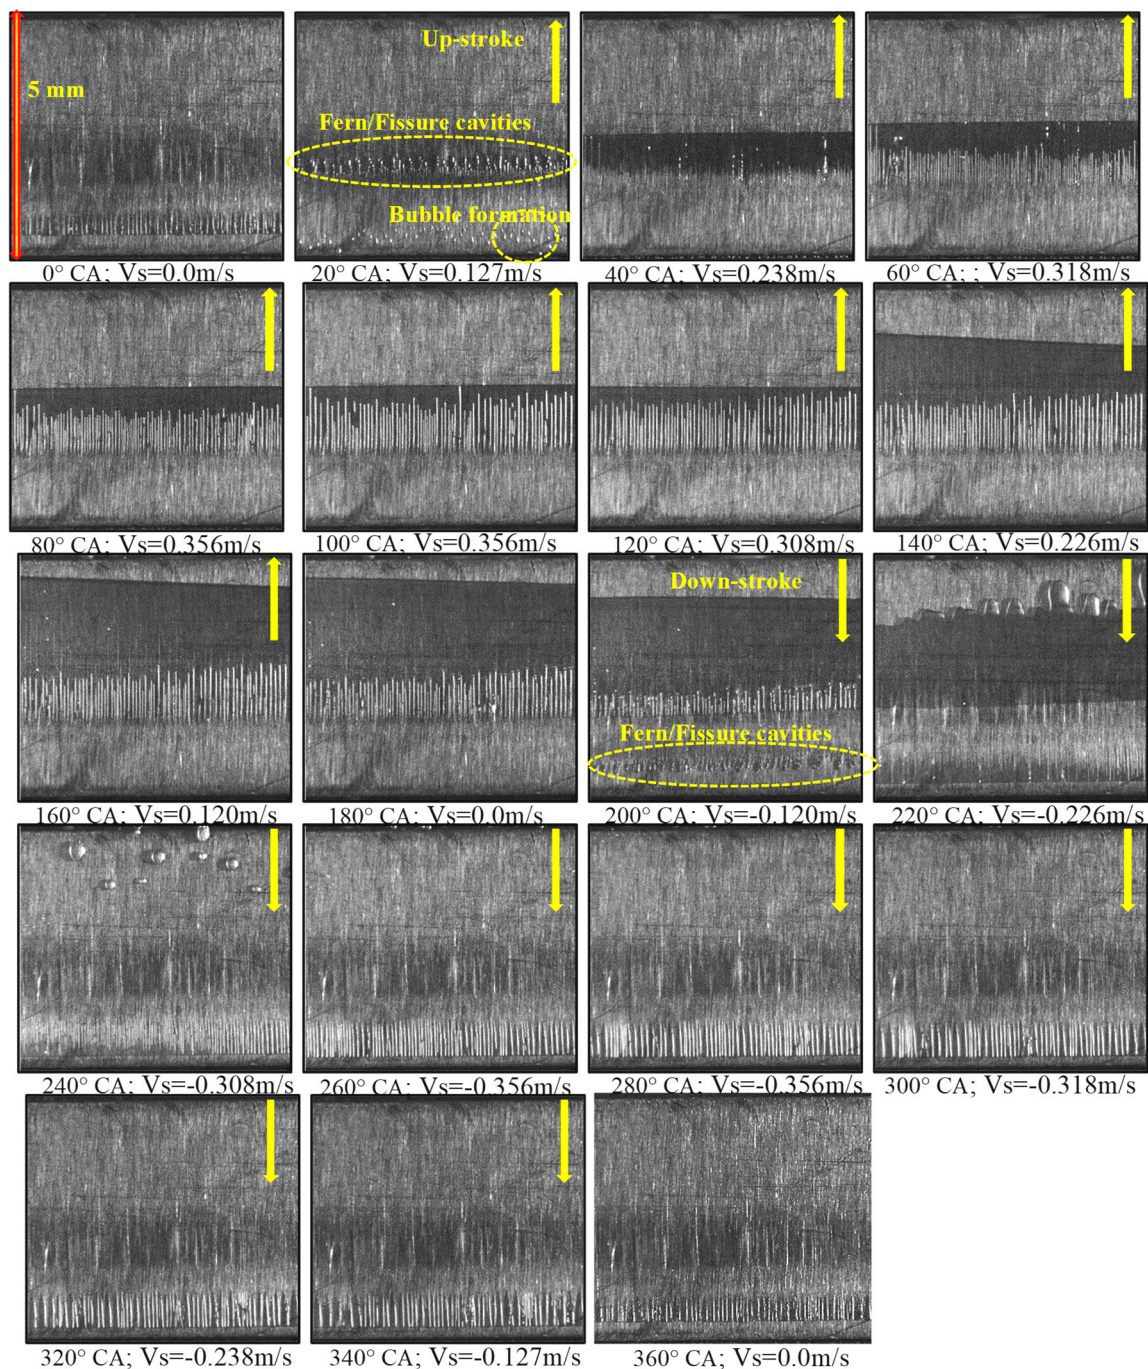 5 mm
Up-stroke
Fern/Fissure cavities
Bubble formation
0° CA; Vs=0.0m/s
20° CA; Vs=0.127m/s
40° CA; Vs=0.238m/s
60° CA; ; Vs=0.318m/s
80° CA; Vs=0.356m/s
100° CA; Vs=0.356m/s
120° CA; Vs=0.308m/s
140° CA; Vs=0.226m/s
Down-stroke
Fern/Fissure cavities
160° CA; Vs=0.120m/s
180° CA; Vs=0.0m/s
200° CA; Vs=-0.120m/s
220° CA; Vs=-0.226m/s
240° CA; Vs=-0.308m/s
260° CA; Vs=-0.356m/s
280° CA; Vs=-0.356m/s
300° CA; Vs=-0.318m/s
320° CA; Vs=-0.238m/s
340° CA; Vs=-0.127m/s
360° CA; Vs=0.0m/s